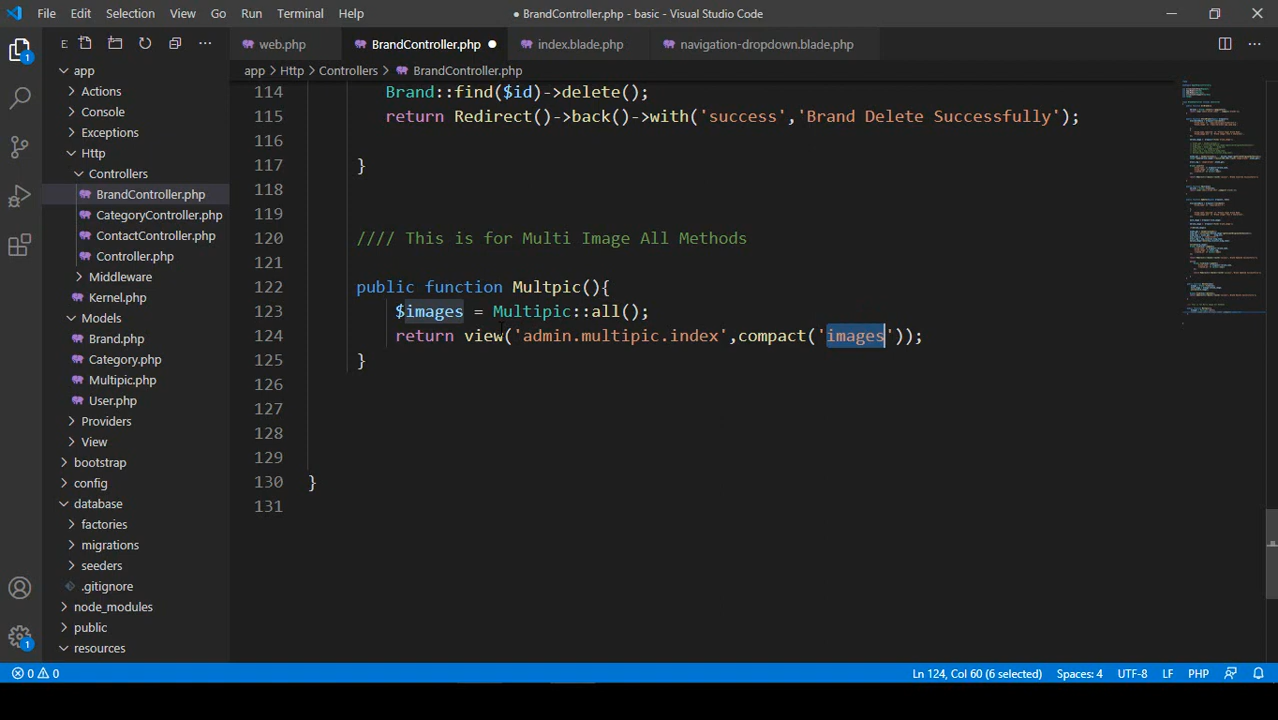 File Edit Selection View Go Run Terminal Help ● BrandController.php - basic - Visual Studio Code
E ···
web.php BrandController.php ● index.blade.php navigation-dropdown.blade.php ···
app > Http > Controllers > BrandController.php
app
Actions
Console
Exceptions
Http
Controllers
BrandController.php
CategoryController.php
ContactController.php
Controller.php
Middleware
Kernel.php
Models
Brand.php
Category.php
Multipic.php
User.php
Providers
View
bootstrap
config
database
factories
migrations
seeders
.gitignore
node_modules
public
resources
1
1
114 Brand::find($id)->delete();
115 return Redirect()->back()->with('success','Brand Delete Successfully');
116
117 }
118
119
120 //// This is for Multi Image All Methods
121
122 public function Multpic(){
123 $images = Multipic::all();
124 return view('admin.multipic.index',compact('images'));
125 }
126
127
128
129
130 }
131
0 0 Ln 124, Col 60 (6 selected) Spaces: 4 UTF-8 LF PHP